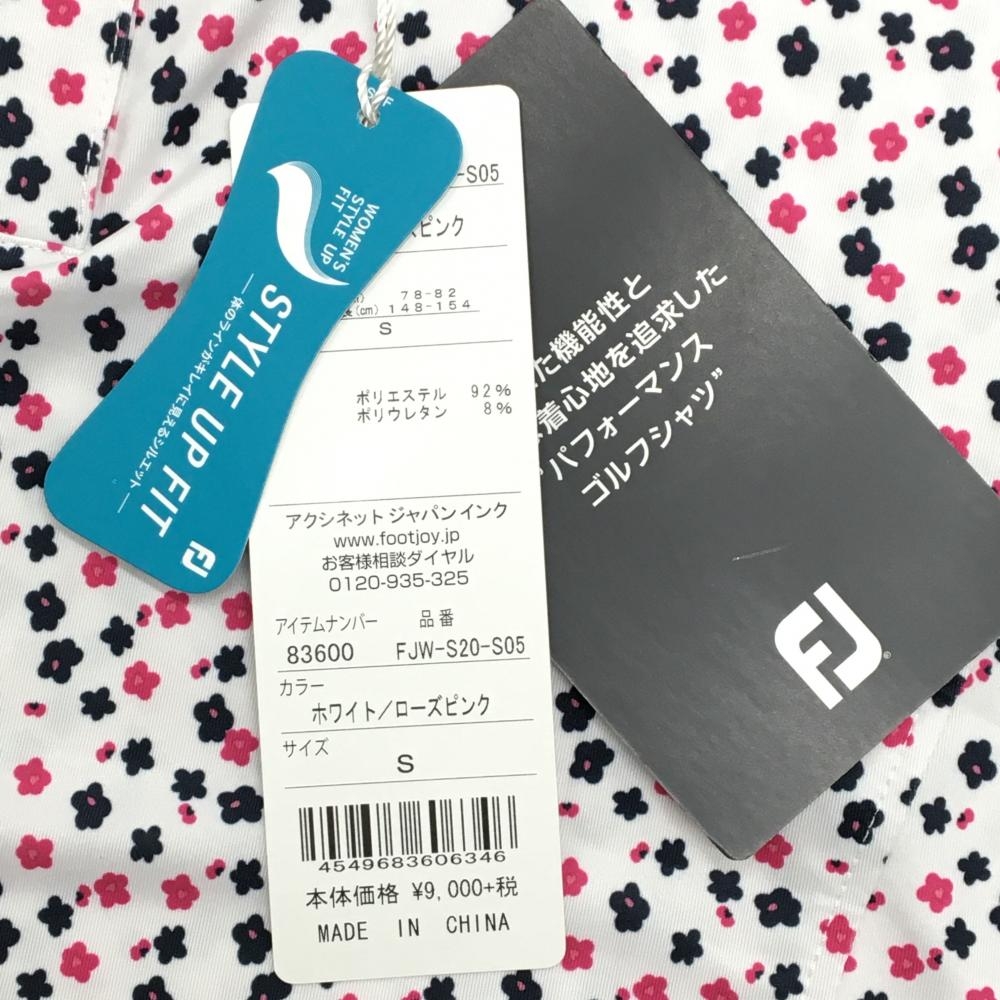 WOMEN'S
STYLE UP
FIT
STYLE UP FIT
体のラインがキレイに見えるシルエット
FJ
-S05
ピンク
78-82
(cm) 148-154
S
ポリエステル 92%
ポリウレタン 8%
アクシネット ジャパン インク
www.footjoy.jp
お客様相談ダイヤル
0120-935-325
アイテムナンバー 品番
83600 FJW-S20-S05
カラー
ホワイト/ローズピンク
サイズ
S
4549683606346
本体価格 ¥9,000+税
MADE IN CHINA
た機能性と
着心地を追求した
"パフォーマンス
ゴルフシャツ"
FJ